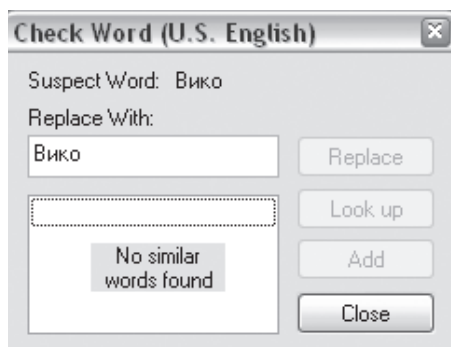 Check Word (U.S. English)
Suspect Word: Вико
Replace With:
Вико
Replace
Look up
No similar
words found
Add
Close